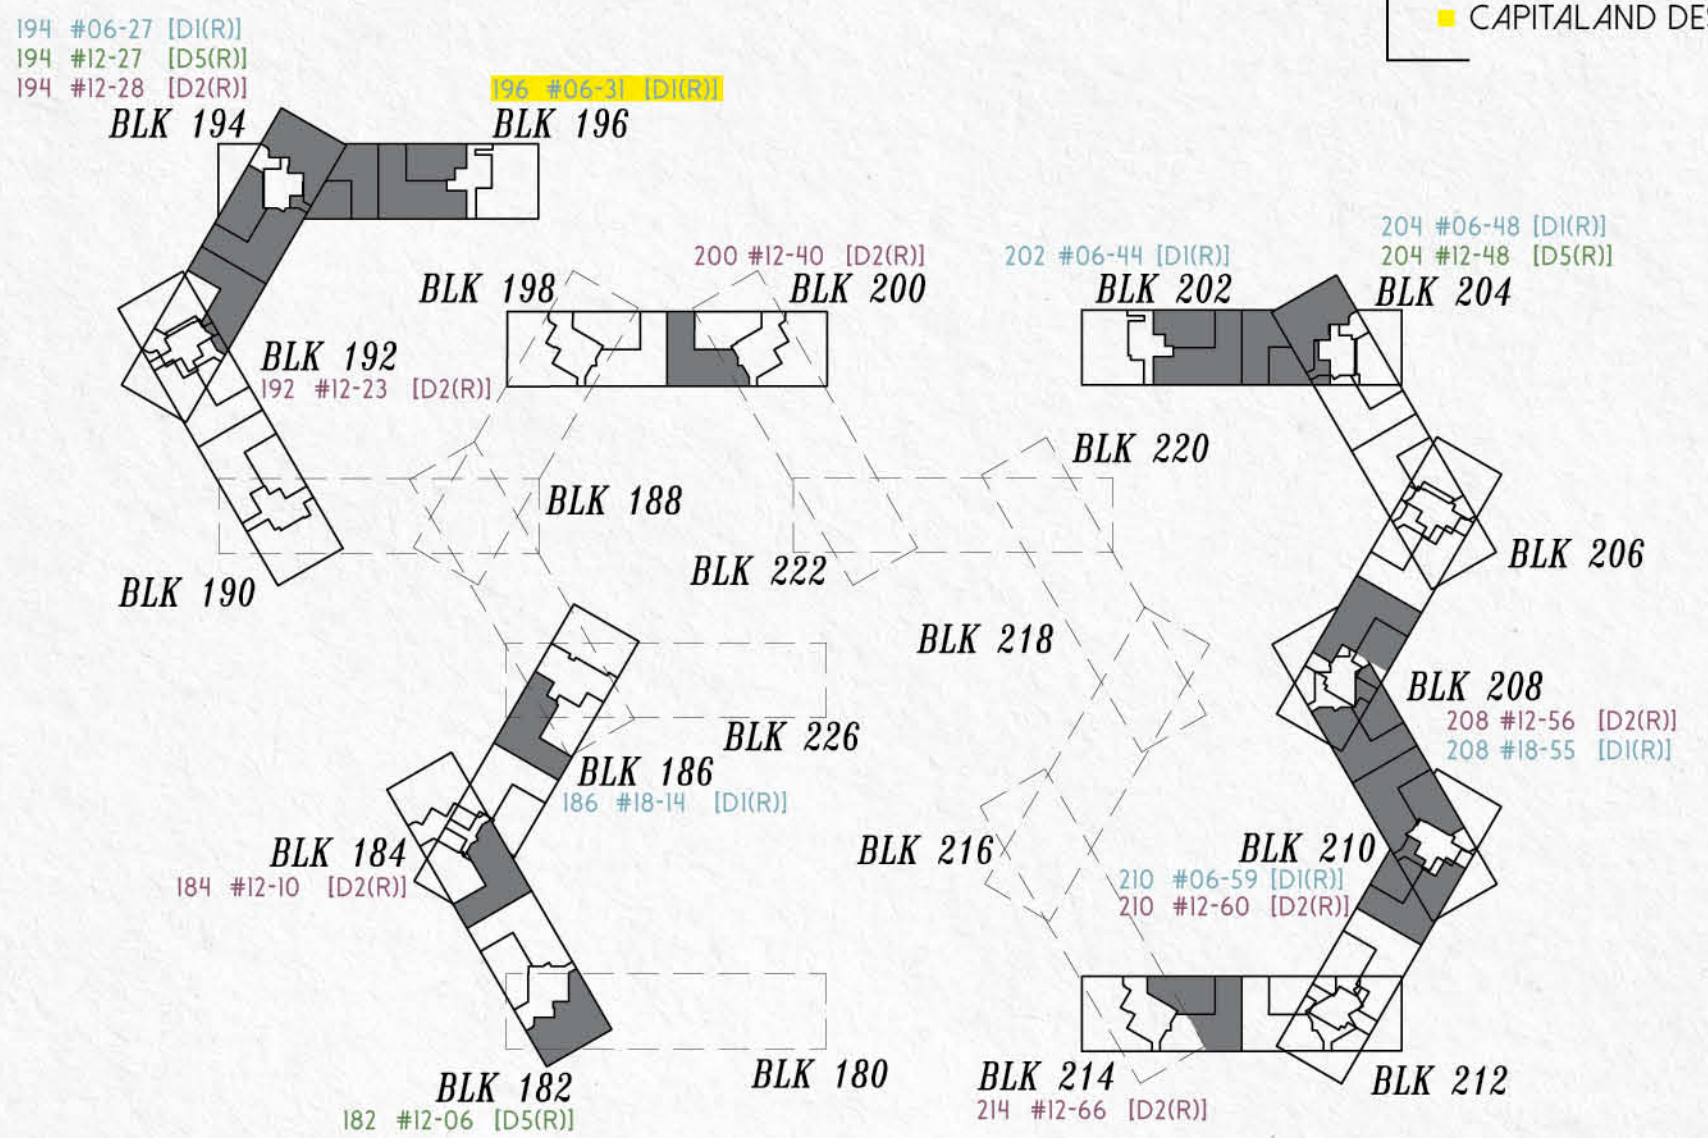 CAPITALAND DES
194 #06-27 [D1(R)]
194 #12-27 [D5(R)]
194 #12-28 [D2(R)]
BLK 194
196 #06-31 [D1(R)]
BLK 196
BLK 192
192 #12-23 [D2(R)]
BLK 198
200 #12-40 [D2(R)]
BLK 200
202 #06-44 [D1(R)]
BLK 202
204 #06-48 [D1(R)]
204 #12-48 [D5(R)]
BLK 204
BLK 220
BLK 188
BLK 190
BLK 222
BLK 206
BLK 218
BLK 226
BLK 208
208 #12-56 [D2(R)]
208 #18-55 [D1(R)]
BLK 186
186 #18-14 [D1(R)]
BLK 184
184 #12-10 [D2(R)]
BLK 216
BLK 210
210 #06-59 [D1(R)]
210 #12-60 [D2(R)]
BLK 182
182 #12-06 [D5(R)]
BLK 180
BLK 214
214 #12-66 [D2(R)]
BLK 212